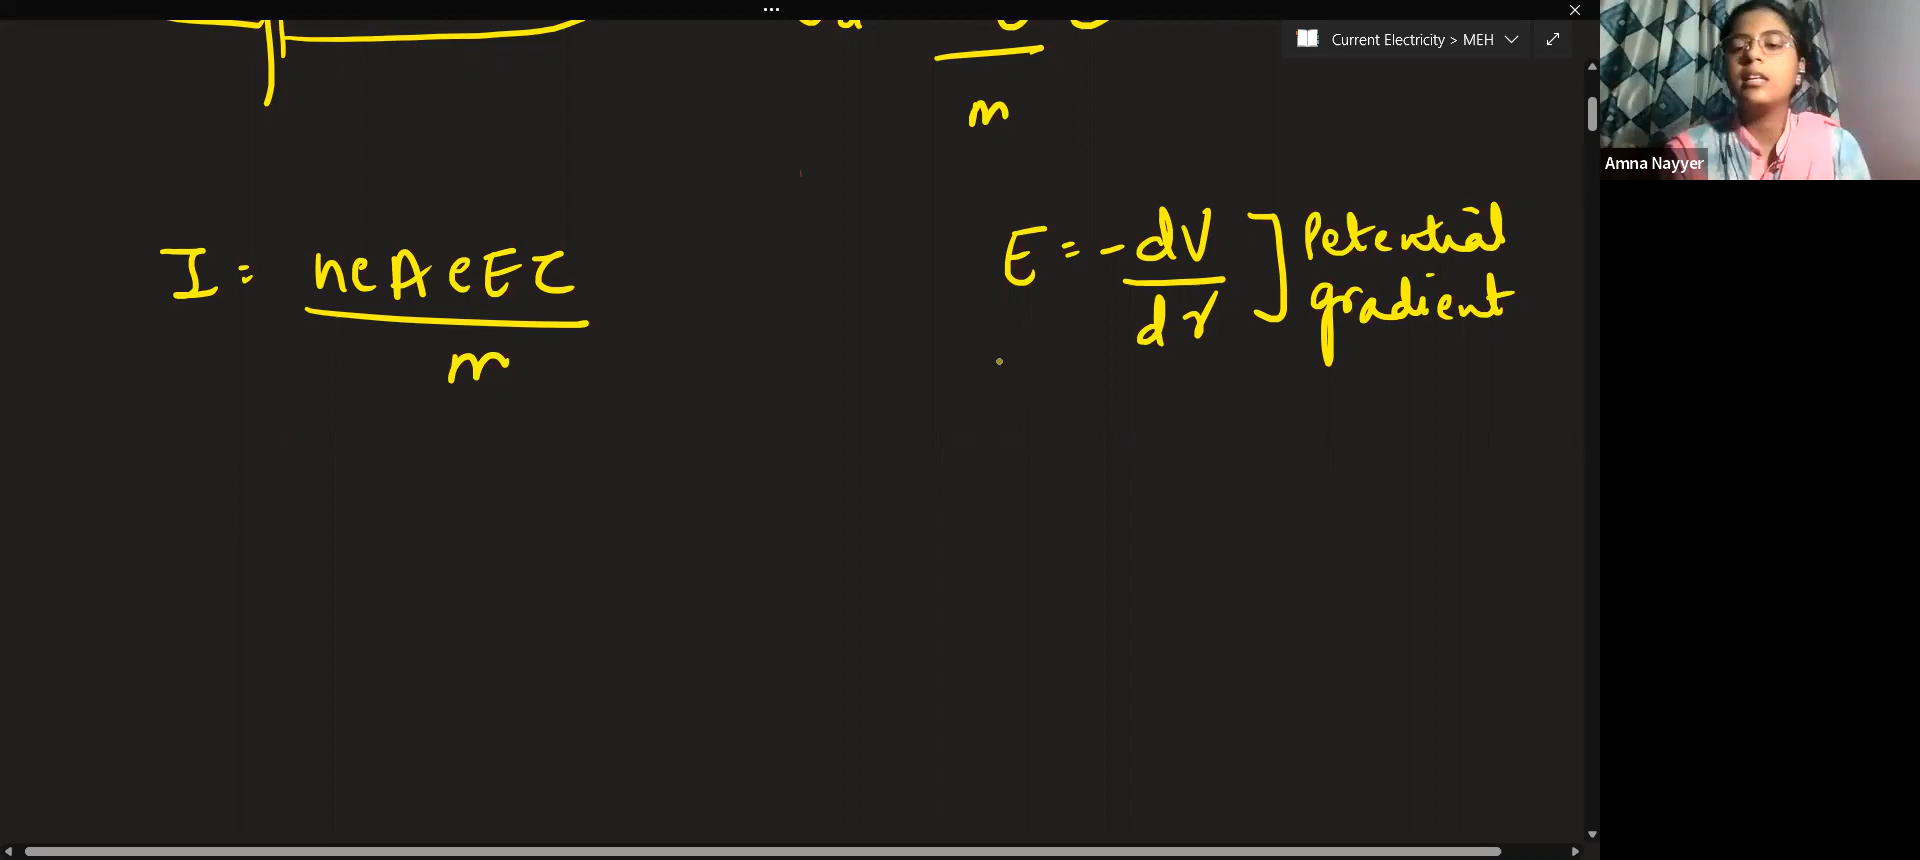 ...
Current Electricity > MEH
m
Amna Nayyer
I = neAeEτ
m
E = -dV
dr
] Potential
gradient